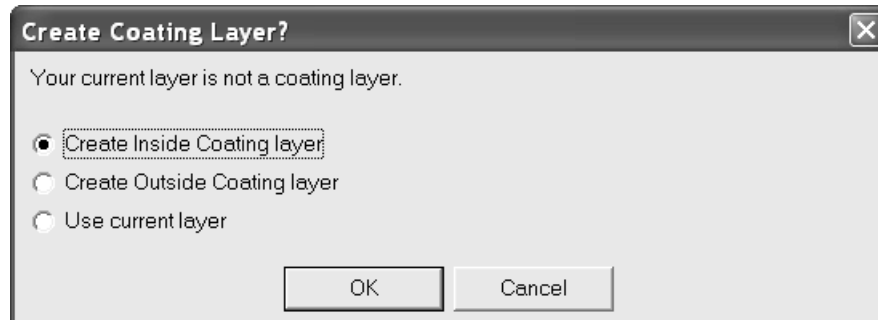 Create Coating Layer?
Your current layer is not a coating layer.
Create Inside Coating layer
Create Outside Coating layer
Use current layer
OK Cancel